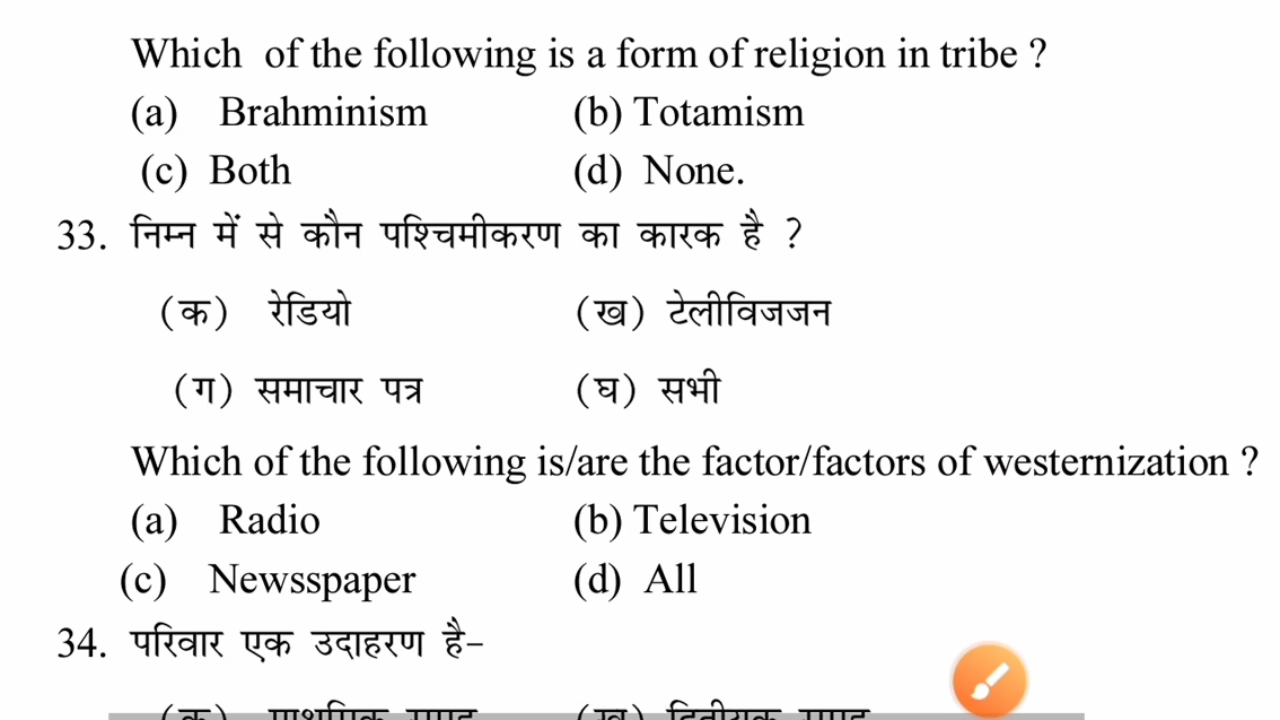 Which of the following is a form of religion in tribe ?
(a) Brahminism (b) Totamism
(c) Both (d) None.
33. निम्न में से कौन पश्चिमीकरण का कारक है ?
(क) रेडियो (ख) टेलीविजजन
(ग) समाचार पत्र (घ) सभी
Which of the following is/are the factor/factors of westernization ?
(a) Radio (b) Television
(c) Newsspaper (d) All
34. परिवार एक उदाहरण है-
(क) (ख)